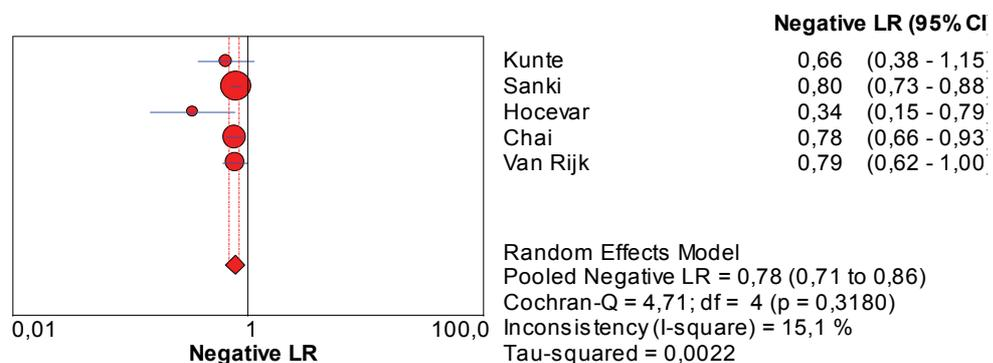 Negative LR (95% CI
Kunte 0,66 (0,38 - 1,15)
Sanki 0,80 (0,73 - 0,88)
Hocevar 0,34 (0,15 - 0,79)
Chai 0,78 (0,66 - 0,93)
Van Rijk 0,79 (0,62 - 1,00)
Random Effects Model
Pooled Negative LR = 0,78 (0,71 to 0,86)
Cochran-Q = 4,71; df = 4 (p = 0,3180)
Inconsistency (I-square) = 15,1 %
Tau-squared = 0,0022
0,01 1 100,0
Negative LR